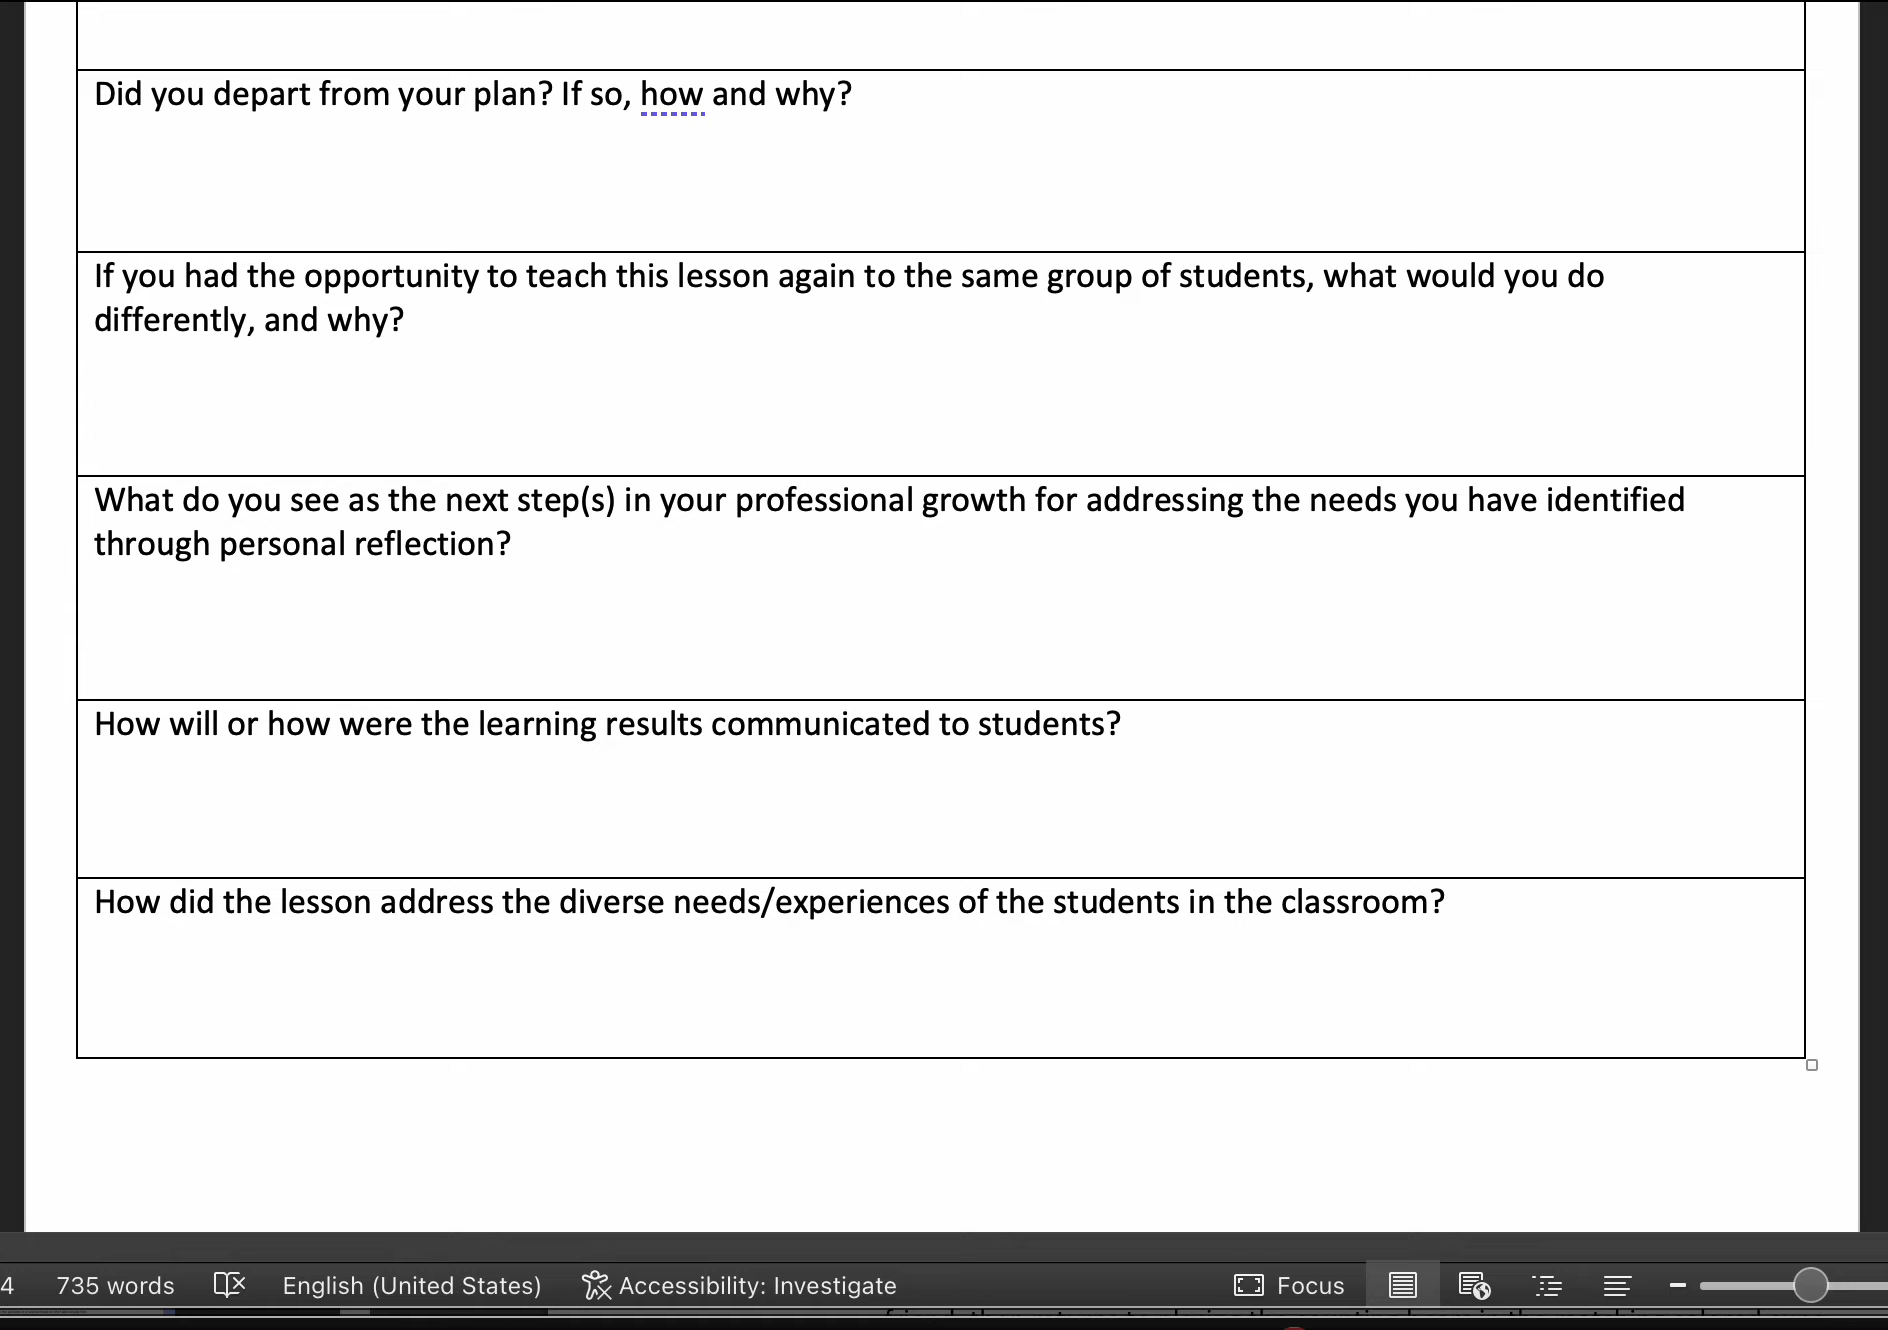 Did you depart from your plan? If so, how and why?
If you had the opportunity to teach this lesson again to the same group of students, what would you do
differently, and why?
What do you see as the next step(s) in your professional growth for addressing the needs you have identified
through personal reflection?
How will or how were the learning results communicated to students?
How did the lesson address the diverse needs/experiences of the students in the classroom?
4 735 words English (United States) Accessibility: Investigate Focus